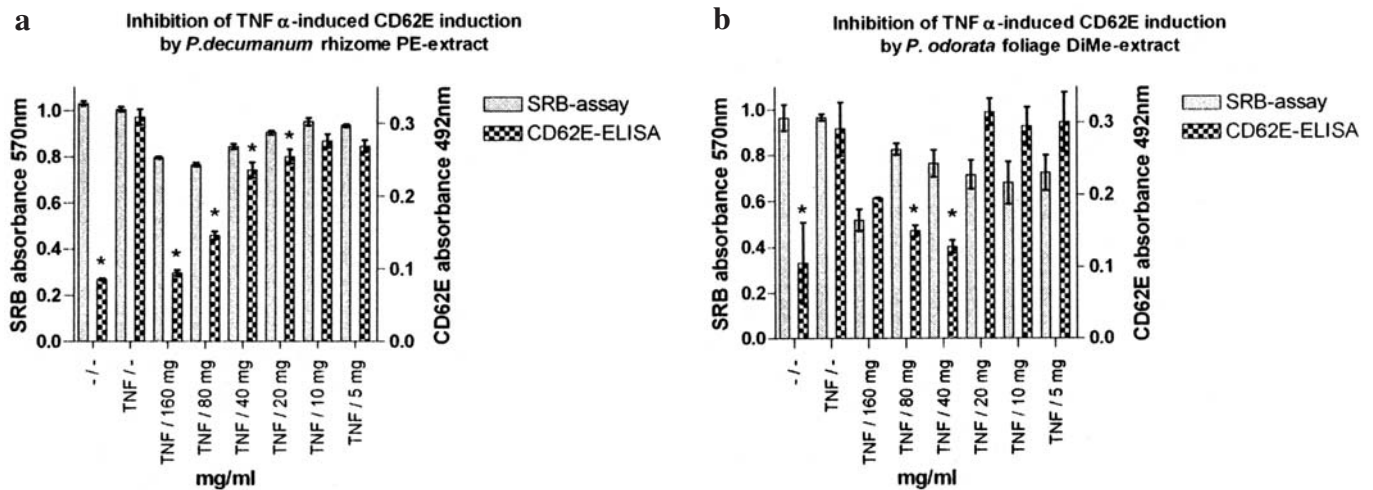 a
Inhibition of TNF α-induced CD62E induction
by P.decumanum rhizome PE-extract
SRB-assay
CD62E-ELISA
SRB absorbance 570nm
1.0
0.8
0.6
0.4
0.2
0.0
CD62E absorbance 492nm
0.3
0.2
0.1
0.0
*
*
*
*
*
- / -
TNF / -
TNF / 160 mg
TNF / 80 mg
TNF / 40 mg
TNF / 20 mg
TNF / 10 mg
TNF / 5 mg
mg/ml
b
Inhibition of TNF α-induced CD62E induction
by P. odorata foliage DiMe-extract
SRB-assay
CD62E-ELISA
SRB absorbance 570nm
1.0
0.8
0.6
0.4
0.2
0.0
CD62E absorbance 492nm
0.3
0.2
0.1
0.0
*
*
*
- / -
TNF / -
TNF / 160 mg
TNF / 80 mg
TNF / 40 mg
TNF / 20 mg
TNF / 10 mg
TNF / 5 mg
mg/ml